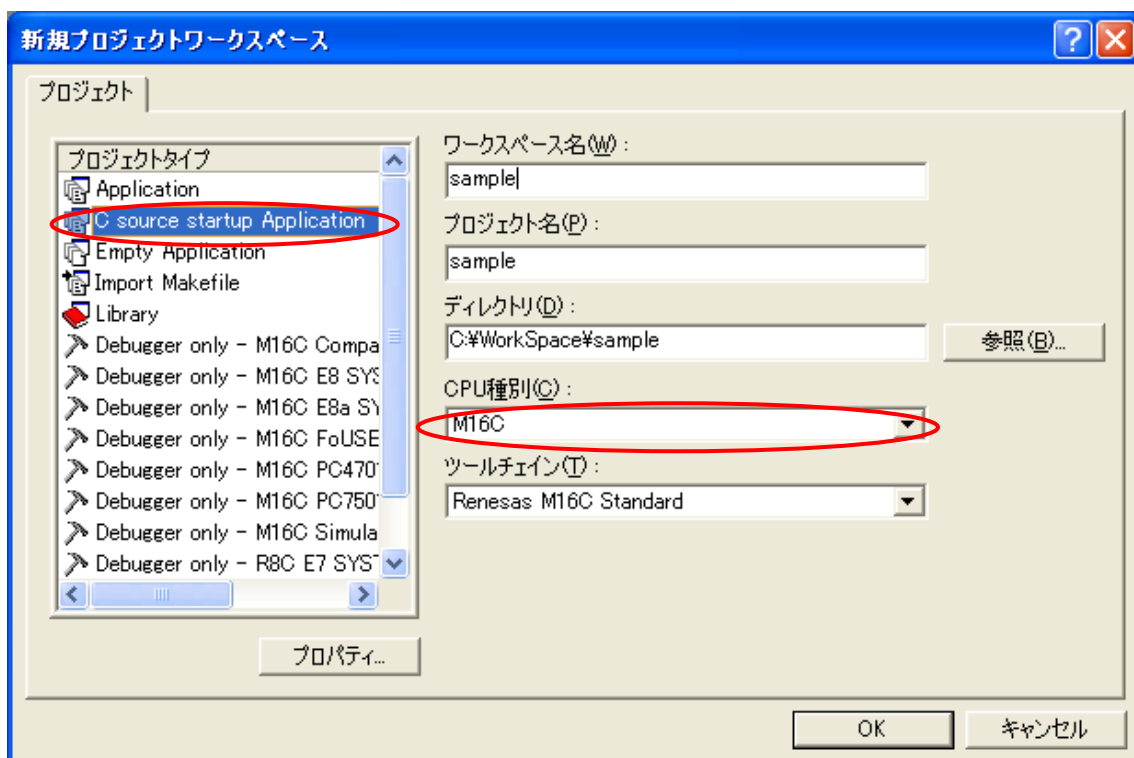 新規プロジェクトワークスペース
プロジェクト
プロジェクトタイプ
Application
C source startup Application
Empty Application
Import Makefile
Library
Debugger only - M16C Compa
Debugger only - M16C E8 SYS
Debugger only - M16C E8a SY
Debugger only - M16C FoUSE
Debugger only - M16C PC470
Debugger only - M16C PC750
Debugger only - M16C Simula
Debugger only - R8C E7 SYST
プロパティ...
ワークスペース名(W) :
sample
プロジェクト名(P) :
sample
ディレクトリ(D) :
C:¥WorkSpace¥sample
参照(B)...
CPU種別(C) :
M16C
ツールチェイン(T) :
Renesas M16C Standard
OK
キャンセル